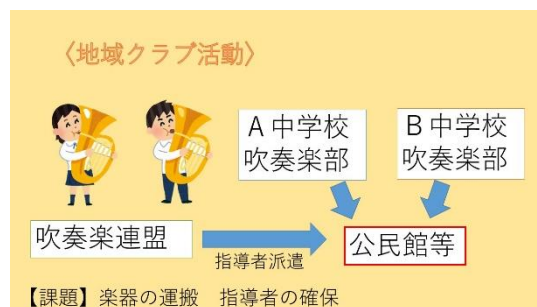 〈地域クラブ活動〉
A中学校
吹奏楽部
B中学校
吹奏楽部
吹奏楽連盟
指導者派遣
公民館等
【課題】楽器の運搬　指導者の確保